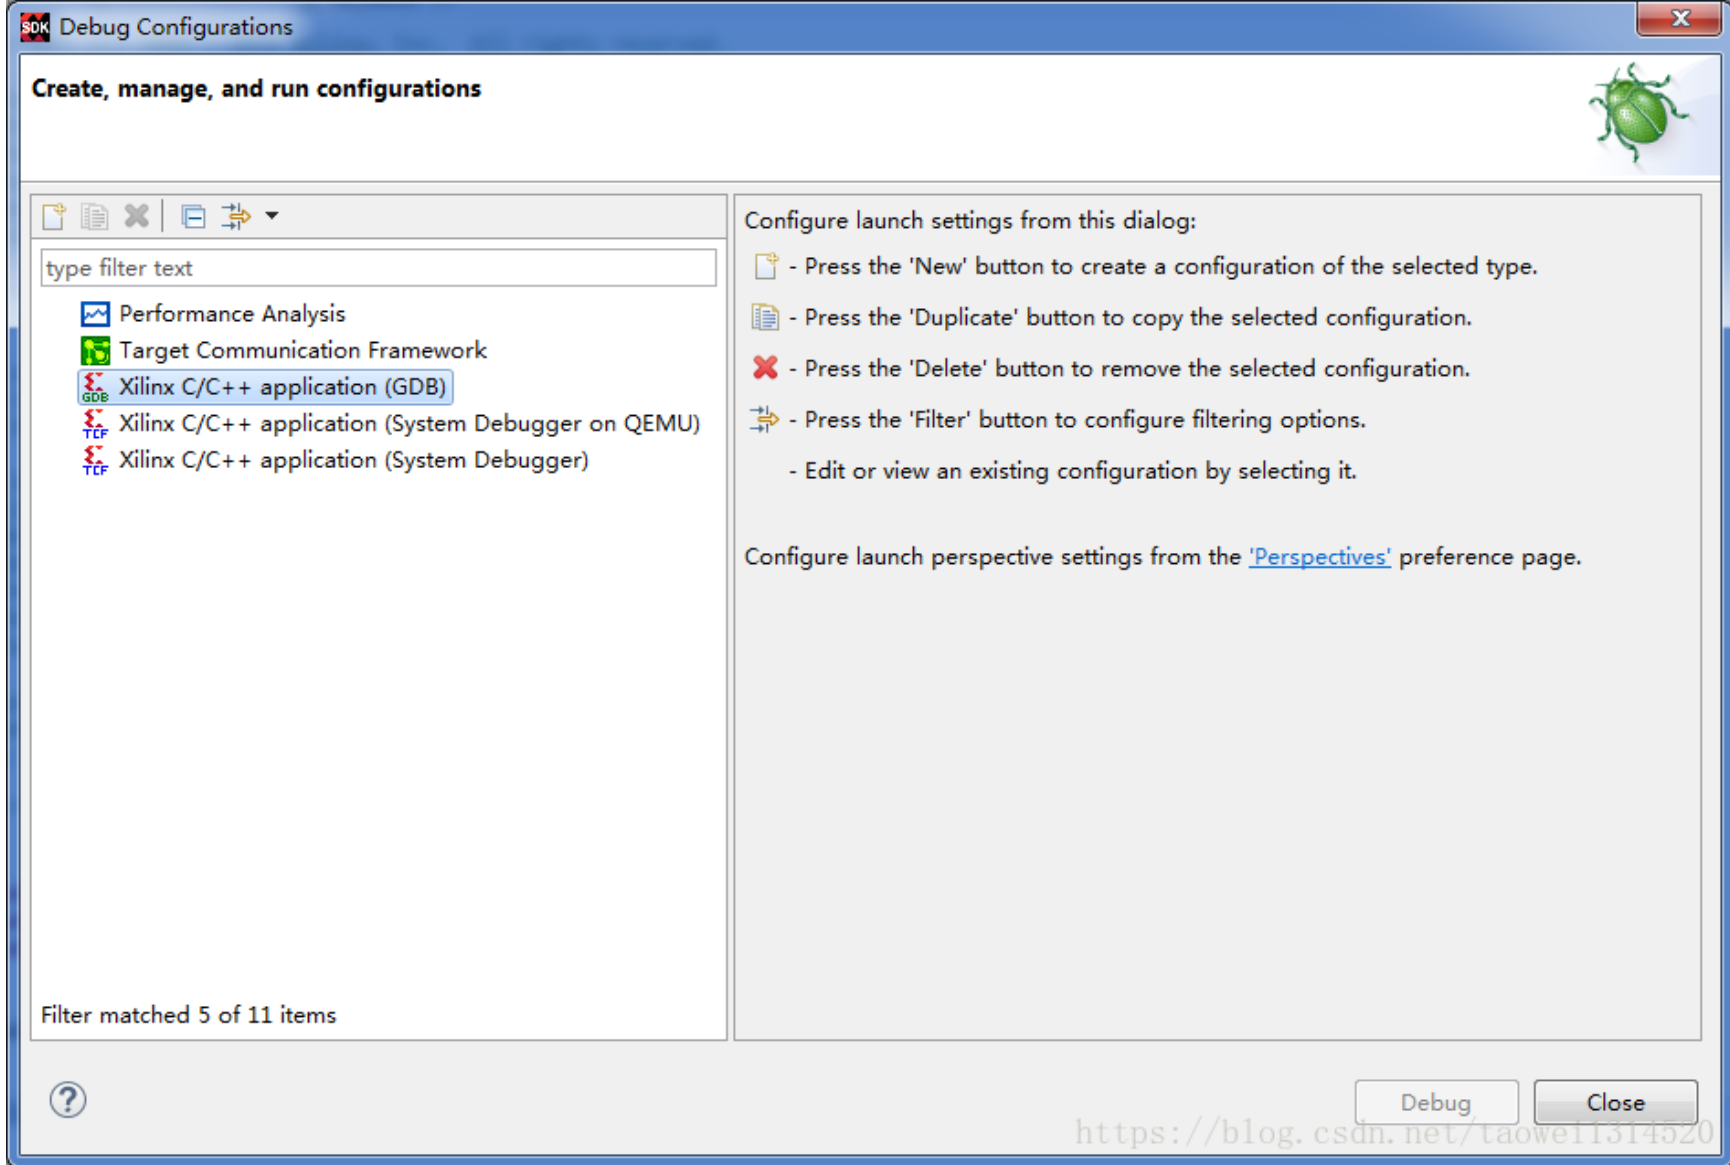 SDK Debug Configurations
Create, manage, and run configurations
type filter text
Performance Analysis
Target Communication Framework
GDB Xilinx C/C++ application (GDB)
TCF Xilinx C/C++ application (System Debugger on QEMU)
TCF Xilinx C/C++ application (System Debugger)
Filter matched 5 of 11 items
Configure launch settings from this dialog:
- Press the 'New' button to create a configuration of the selected type.
- Press the 'Duplicate' button to copy the selected configuration.
- Press the 'Delete' button to remove the selected configuration.
- Press the 'Filter' button to configure filtering options.
- Edit or view an existing configuration by selecting it.
Configure launch perspective settings from the 'Perspectives' preference page.
?
Debug
Close
https://blog.csdn.net/taowei1314520